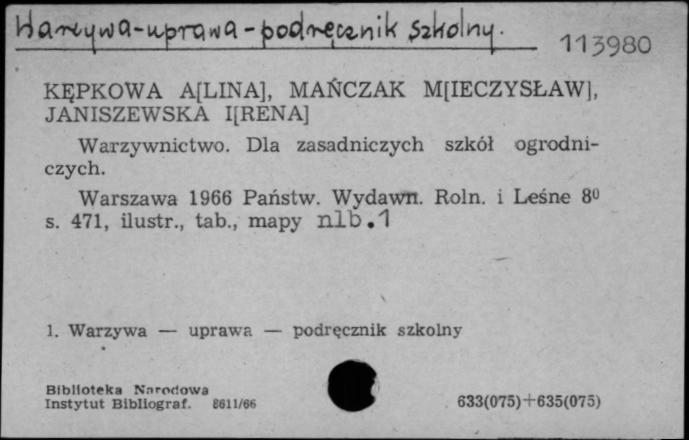 Warzywa-uprawa-podręcznik szkolny.
113980
KĘPKOWA A[LINA], MAŃCZAK M[IECZYSŁAW],
JANISZEWSKA I[RENA]
Warzywnictwo. Dla zasadniczych szkół ogrodni-
czych.
Warszawa 1966 Państw. Wydawn. Roln. i Leśne 8⁰
s. 471, ilustr., tab., mapy nlb.1
1. Warzywa — uprawa — podręcznik szkolny
Biblioteka Narodowa
Instytut Bibliograf. 8611/66
633(075)+635(075)